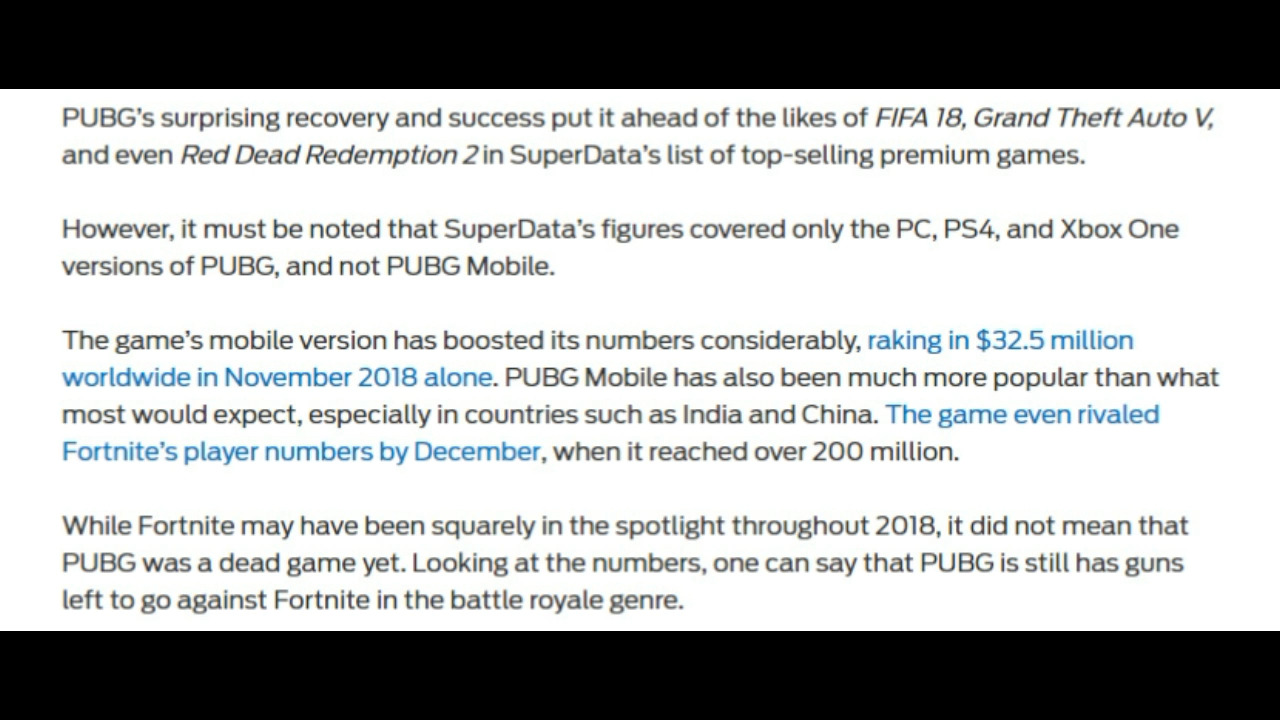 PUBG's surprising recovery and success put it ahead of the likes of FIFA 18, Grand Theft Auto V,
and even Red Dead Redemption 2 in SuperData's list of top-selling premium games.
However, it must be noted that SuperData's figures covered only the PC, PS4, and Xbox One
versions of PUBG, and not PUBG Mobile.
The game's mobile version has boosted its numbers considerably, raking in $32.5 million
worldwide in November 2018 alone. PUBG Mobile has also been much more popular than what
most would expect, especially in countries such as India and China. The game even rivaled
Fortnite's player numbers by December, when it reached over 200 million.
While Fortnite may have been squarely in the spotlight throughout 2018, it did not mean that
PUBG was a dead game yet. Looking at the numbers, one can say that PUBG is still has guns
left to go against Fortnite in the battle royale genre.